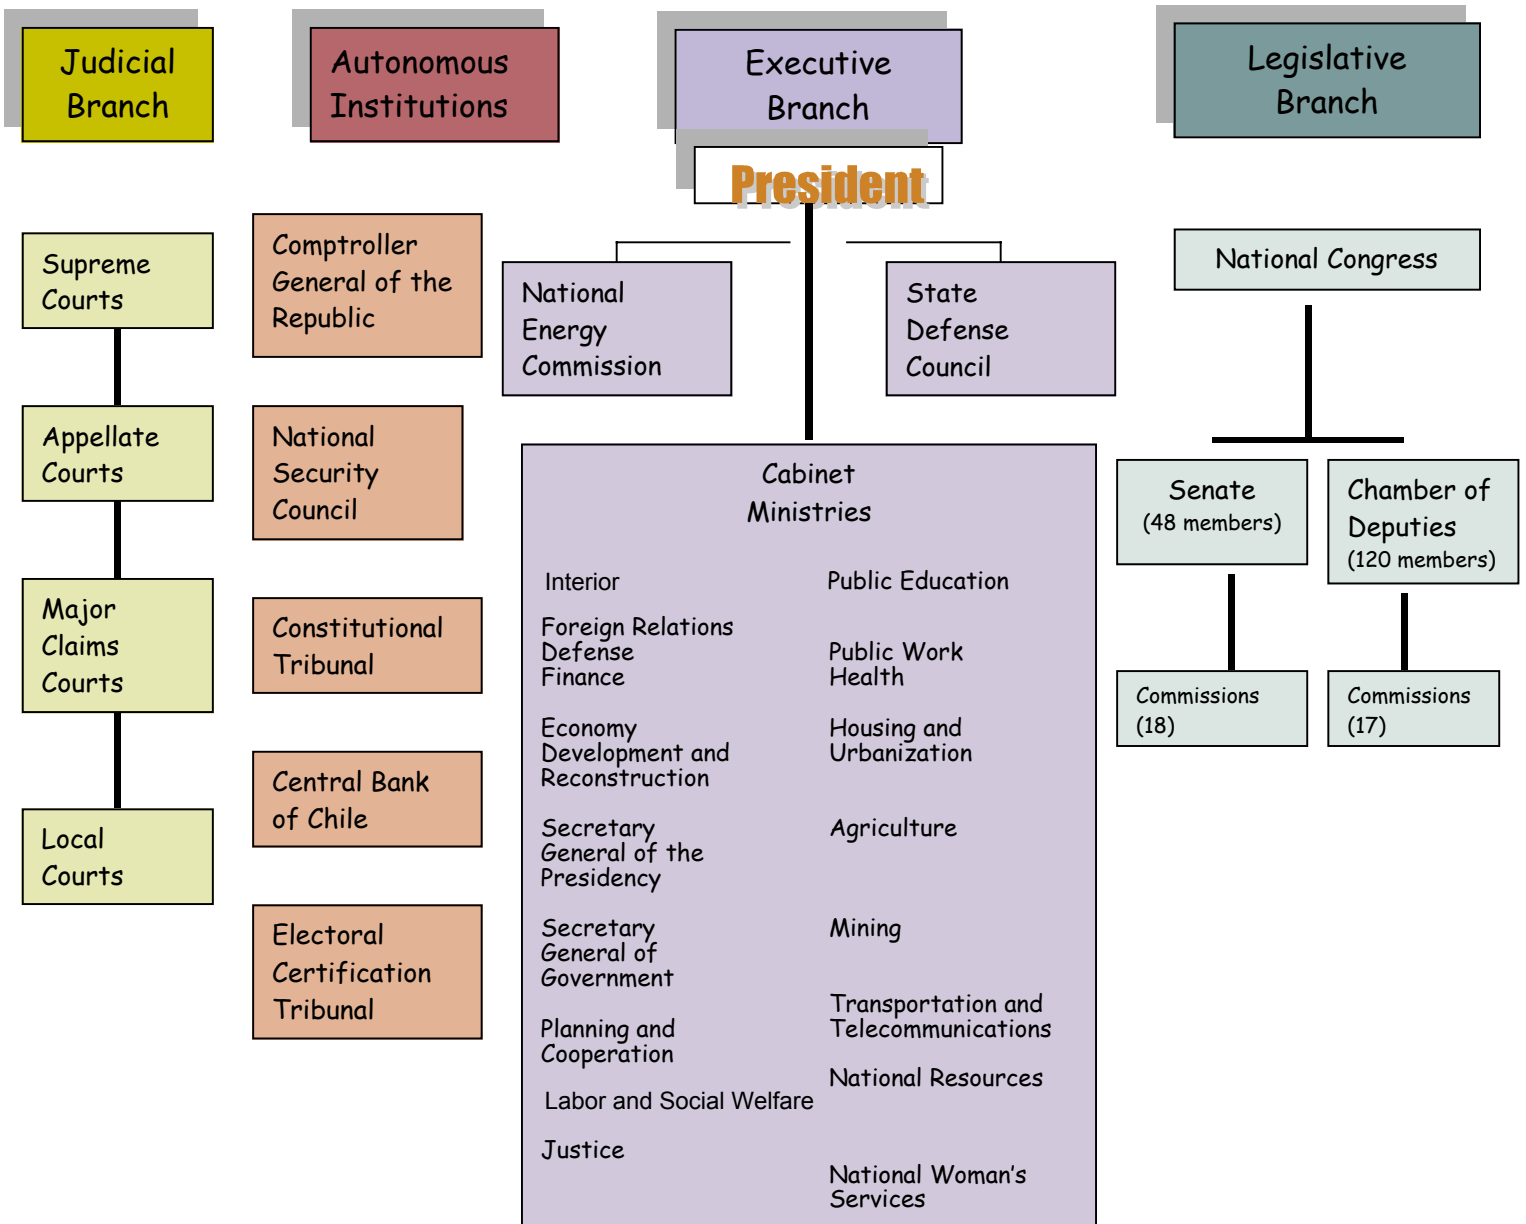 Judicial
Branch
Autonomous
Institutions
Executive
Branch
Legislative
Branch
President
Supreme
Courts
Appellate
Courts
Major
Claims
Courts
Local
Courts
Comptroller
General of the
Republic
National
Security
Council
Constitutional
Tribunal
Central Bank
of Chile
Electoral
Certification
Tribunal
National
Energy
Commission
State
Defense
Council
Cabinet
Ministries
Interior
Foreign Relations
Defense
Finance
Economy
Development and
Reconstruction
Secretary
General of the
Presidency
Secretary
General of
Government
Planning and
Cooperation
Labor and Social Welfare
Justice
Public Education
Public Work
Health
Housing and
Urbanization
Agriculture
Mining
Transportation and
Telecommunications
National Resources
National Woman's
Services
National Congress
Senate
(48 members)
Chamber of
Deputies
(120 members)
Commissions
(18)
Commissions
(17)